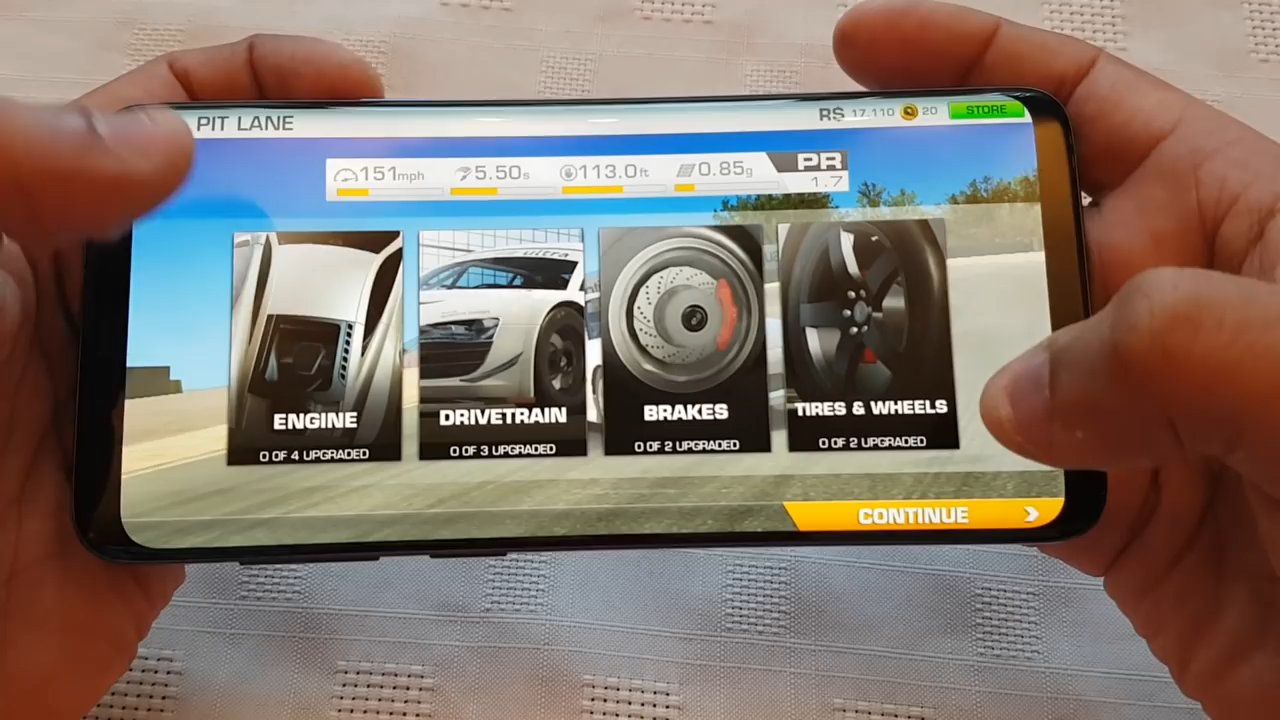 PIT LANE
R$ 17,110 20 STORE
151mph 5.50s 113.0ft 0.85g PR
1.7
ultra
ENGINE
0 OF 4 UPGRADED
DRIVETRAIN
0 OF 3 UPGRADED
BRAKES
0 OF 2 UPGRADED
TIRES & WHEELS
0 OF 2 UPGRADED
CONTINUE